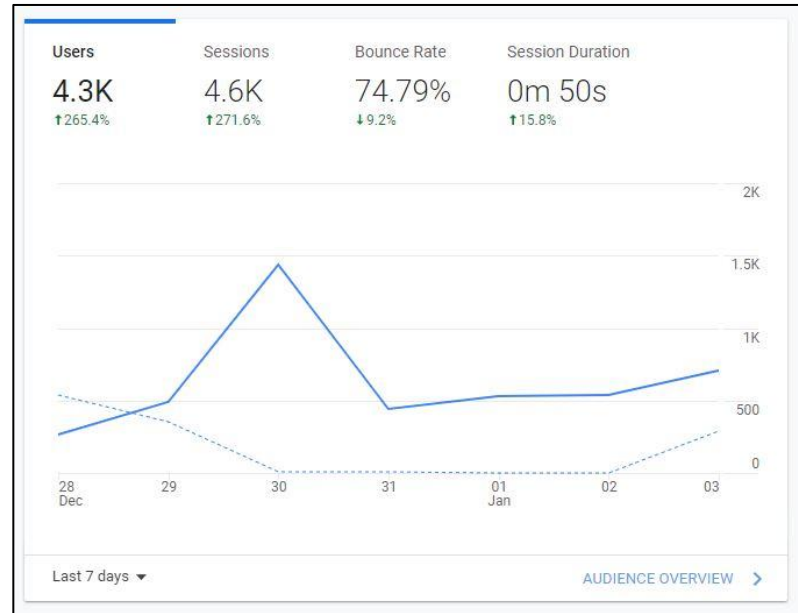 Users Sessions Bounce Rate Session Duration
4.3K 4.6K 74.79% 0m 50s
↑265.4% ↑271.6% ↓9.2% ↑15.8%
2K
1.5K
1K
500
0
28 29 30 31 01 02 03
Dec Jan
Last 7 days AUDIENCE OVERVIEW